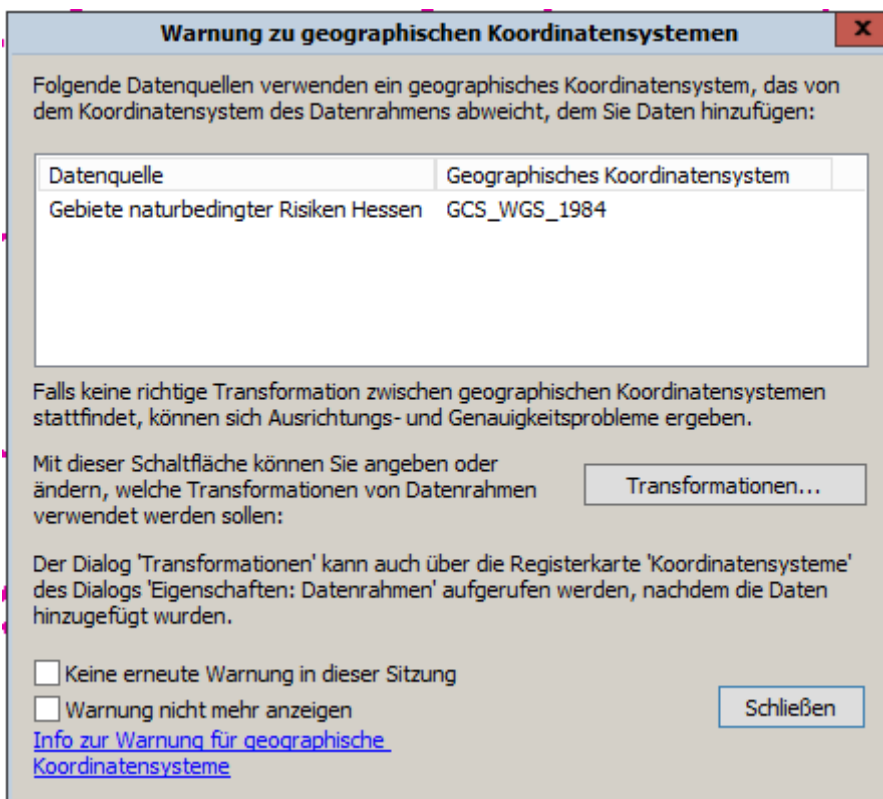 Warnung zu geographischen Koordinatensystemen
x
Folgende Datenquellen verwenden ein geographisches Koordinatensystem, das von
dem Koordinatensystem des Datenrahmens abweicht, dem Sie Daten hinzufügen:
Datenquelle Geographisches Koordinatensystem
Gebiete naturbedingter Risiken Hessen GCS_WGS_1984
Falls keine richtige Transformation zwischen geographischen Koordinatensystemen
stattfindet, können sich Ausrichtungs- und Genauigkeitsprobleme ergeben.
Mit dieser Schaltfläche können Sie angeben oder
ändern, welche Transformationen von Datenrahmen
verwendet werden sollen:
Transformationen...
Der Dialog 'Transformationen' kann auch über die Registerkarte 'Koordinatensysteme'
des Dialogs 'Eigenschaften: Datenrahmen' aufgerufen werden, nachdem die Daten
hinzugefügt wurden.
Keine erneute Warnung in dieser Sitzung
Warnung nicht mehr anzeigen
Schließen
Info zur Warnung für geographische
Koordinatensysteme